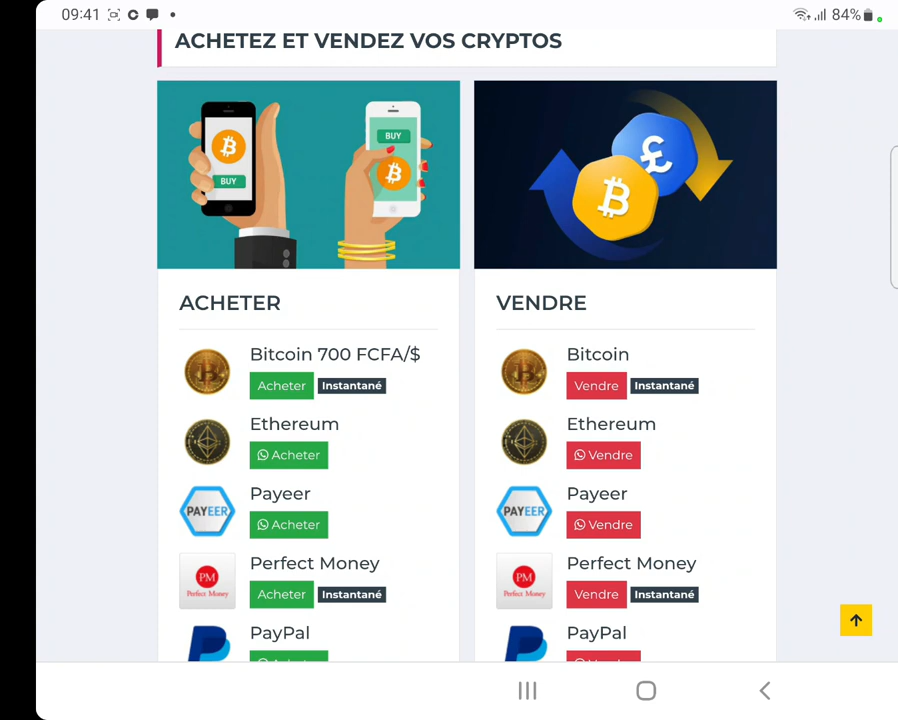 09:41
84%
ACHETEZ ET VENDEZ VOS CRYPTOS
BUY
BUY
ACHETER
Bitcoin 700 FCFA/$
Acheter Instantané
Ethereum
Acheter
PAYEER
Payeer
Acheter
PM
Perfect Money
Perfect Money
Acheter Instantané
PayPal
VENDRE
Bitcoin
Vendre Instantané
Ethereum
Vendre
PAYEER
Payeer
Vendre
PM
Perfect Money
Perfect Money
Vendre Instantané
PayPal